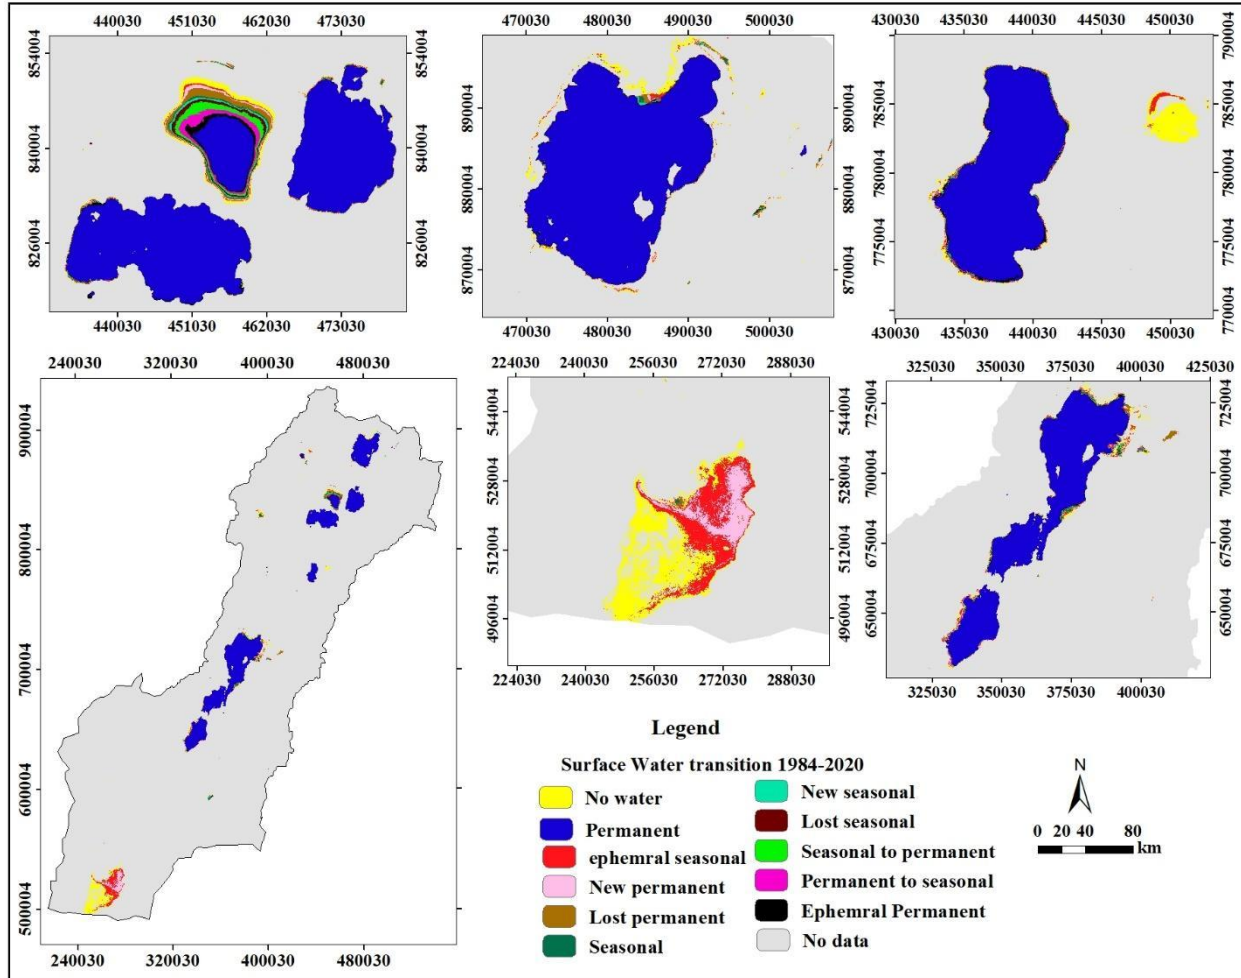 440030 451030 462030 473030
854004 854004
840004 840004
826004 826004
440030 451030 462030 473030
470030 480030 490030 500030
890004 890004
880004 880004
870004 870004
470030 480030 490030 500030
430030 435030 440030 445030 450030
790004
785004 785004
780004 780004
775004 775004
770004
430030 435030 440030 445030 450030
240030 320030 400030 480030
900004
800004
700004
600004
500004
240030 320030 400030 480030
224030 240030 256030 272030 288030
544004 544004
528004 528004
512004 512004
496004 496004
224030 240030 256030 272030 288030
325030 350030 375030 400030 425030
725004 725004
700004 700004
675004 675004
650004 650004
325030 350030 375030 400030
Legend
Surface Water transition 1984-2020
No water
Permanent
ephemral seasonal
New permanent
Lost permanent
Seasonal
New seasonal
Lost seasonal
Seasonal to permanent
Permanent to seasonal
Ephemral Permanent
No data
N
0 20 40 80
km